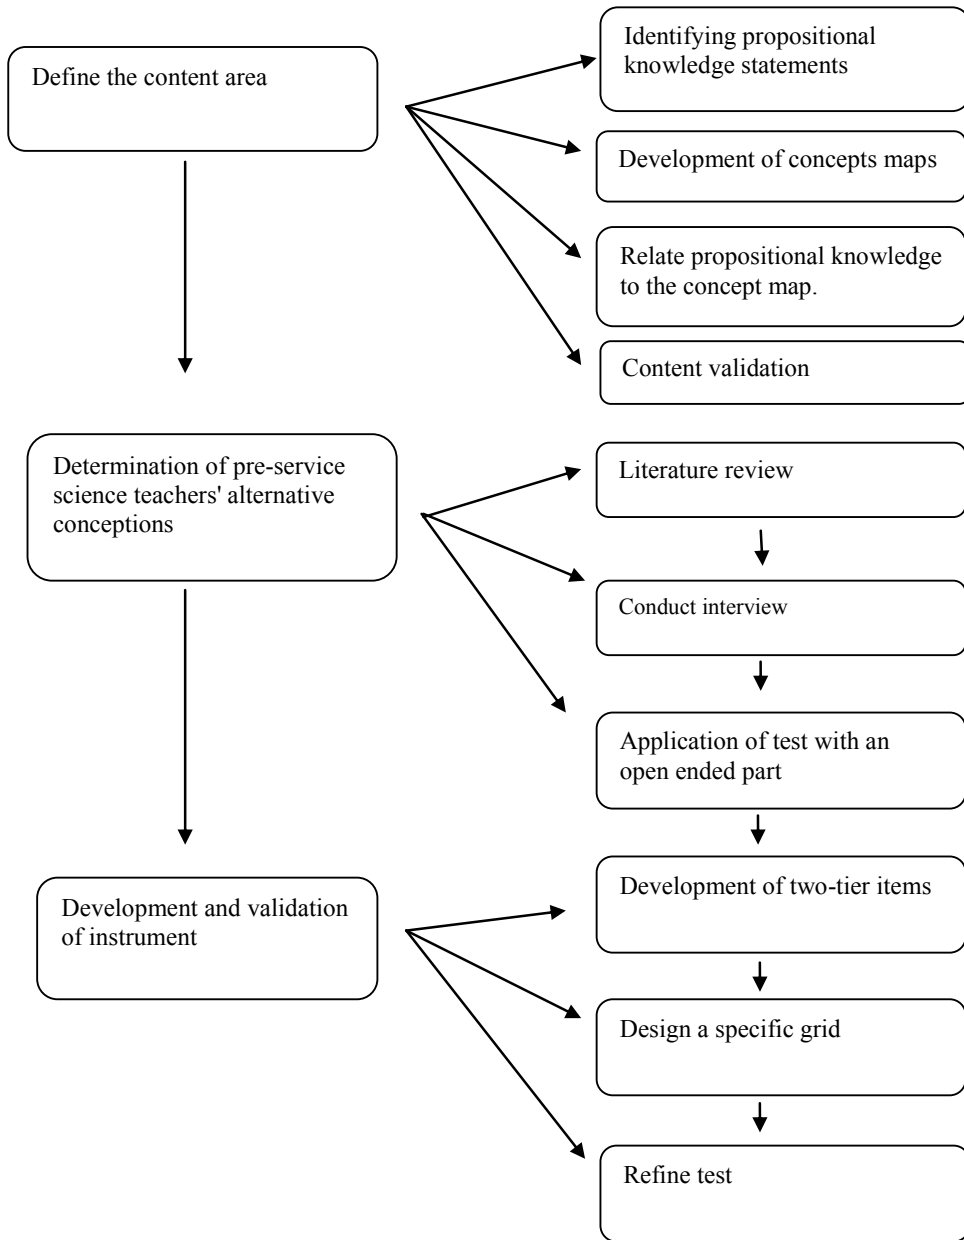 Define the content area
Identifying propositional
knowledge statements
Development of concepts maps
Relate propositional knowledge
to the concept map.
Content validation
Determination of pre-service
science teachers' alternative
conceptions
Literature review
Conduct interview
Application of test with an
open ended part
Development and validation
of instrument
Development of two-tier items
Design a specific grid
Refine test